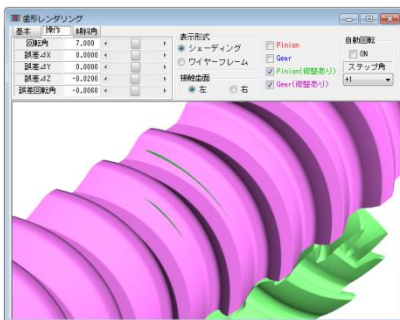 歯形レンダリング
基本 操作 傾斜角
回転角 7.000
誤差⊿X 0.0000
誤差⊿Y 0.0000
誤差⊿Z -0.0200
誤差回転角 -0.0060
表示形式
シェーディング
ワイヤーフレーム
接触歯面
左 右
Pinion
Gear
Pinion(修整あり)
Gear(修整あり)
自動回転
ON
ステップ角
+1